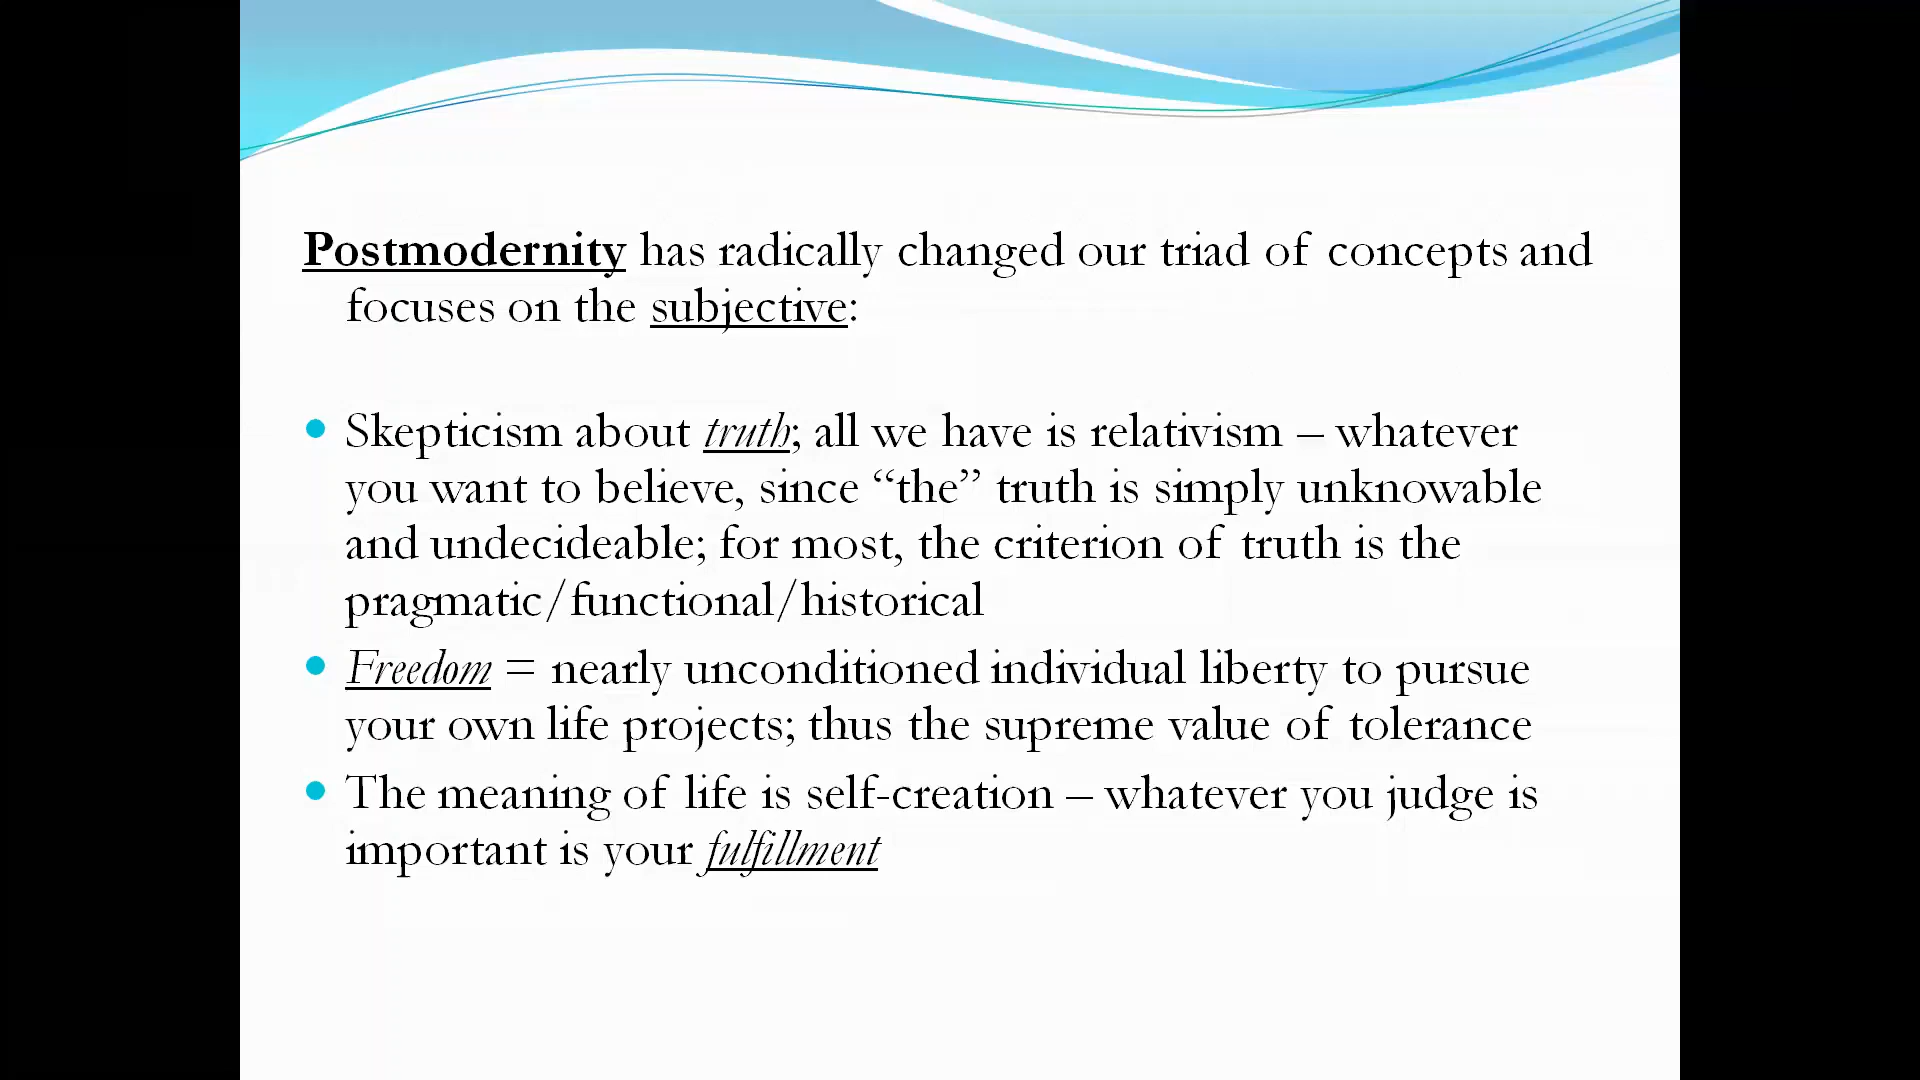 Postmodernity has radically changed our triad of concepts and
focuses on the subjective:
• Skepticism about truth; all we have is relativism – whatever
you want to believe, since “the” truth is simply unknowable
and undecideable; for most, the criterion of truth is the
pragmatic/functional/historical
• Freedom = nearly unconditioned individual liberty to pursue
your own life projects; thus the supreme value of tolerance
• The meaning of life is self-creation – whatever you judge is
important is your fulfillment